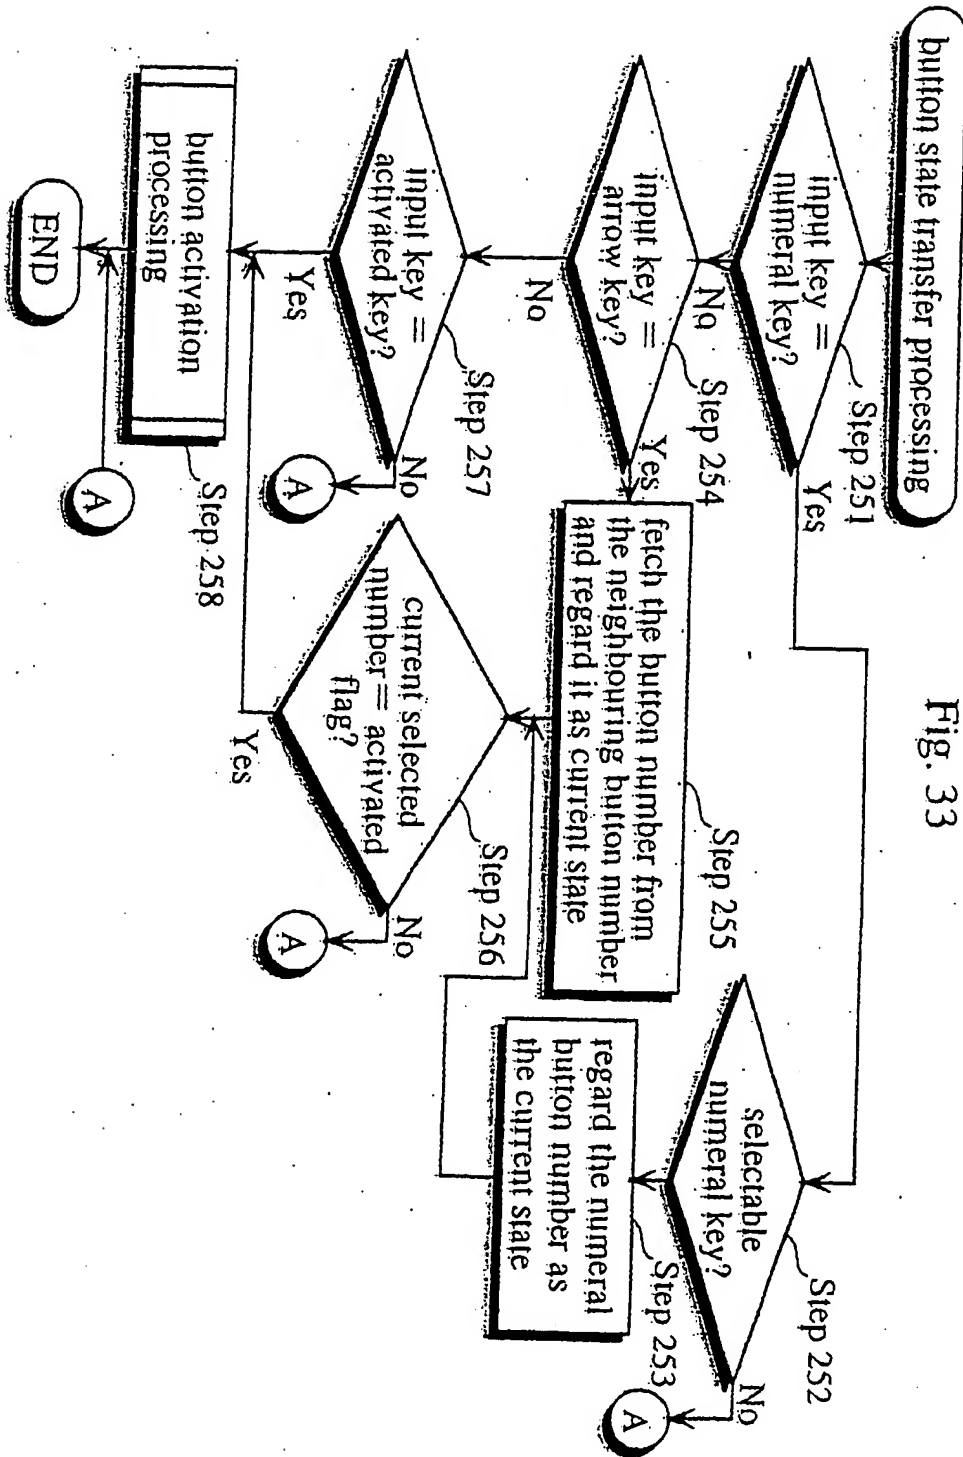 Fig. 33
button state transfer processing
input key =
numeral key?
Step 251
Yes
No
selectable
numeral key?
Step 252
No
A
regard the numeral
button number as
the current state
Step 253
input key =
arrow key?
Step 254
Yes
No
fetch the button number from
the neighbouring button number
and regard it as current state
Step 255
current selected
number = activated
flag?
Step 256
No
A
Yes
input key =
activated key?
Step 257
No
A
Yes
button activation
processing
Step 258
A
END